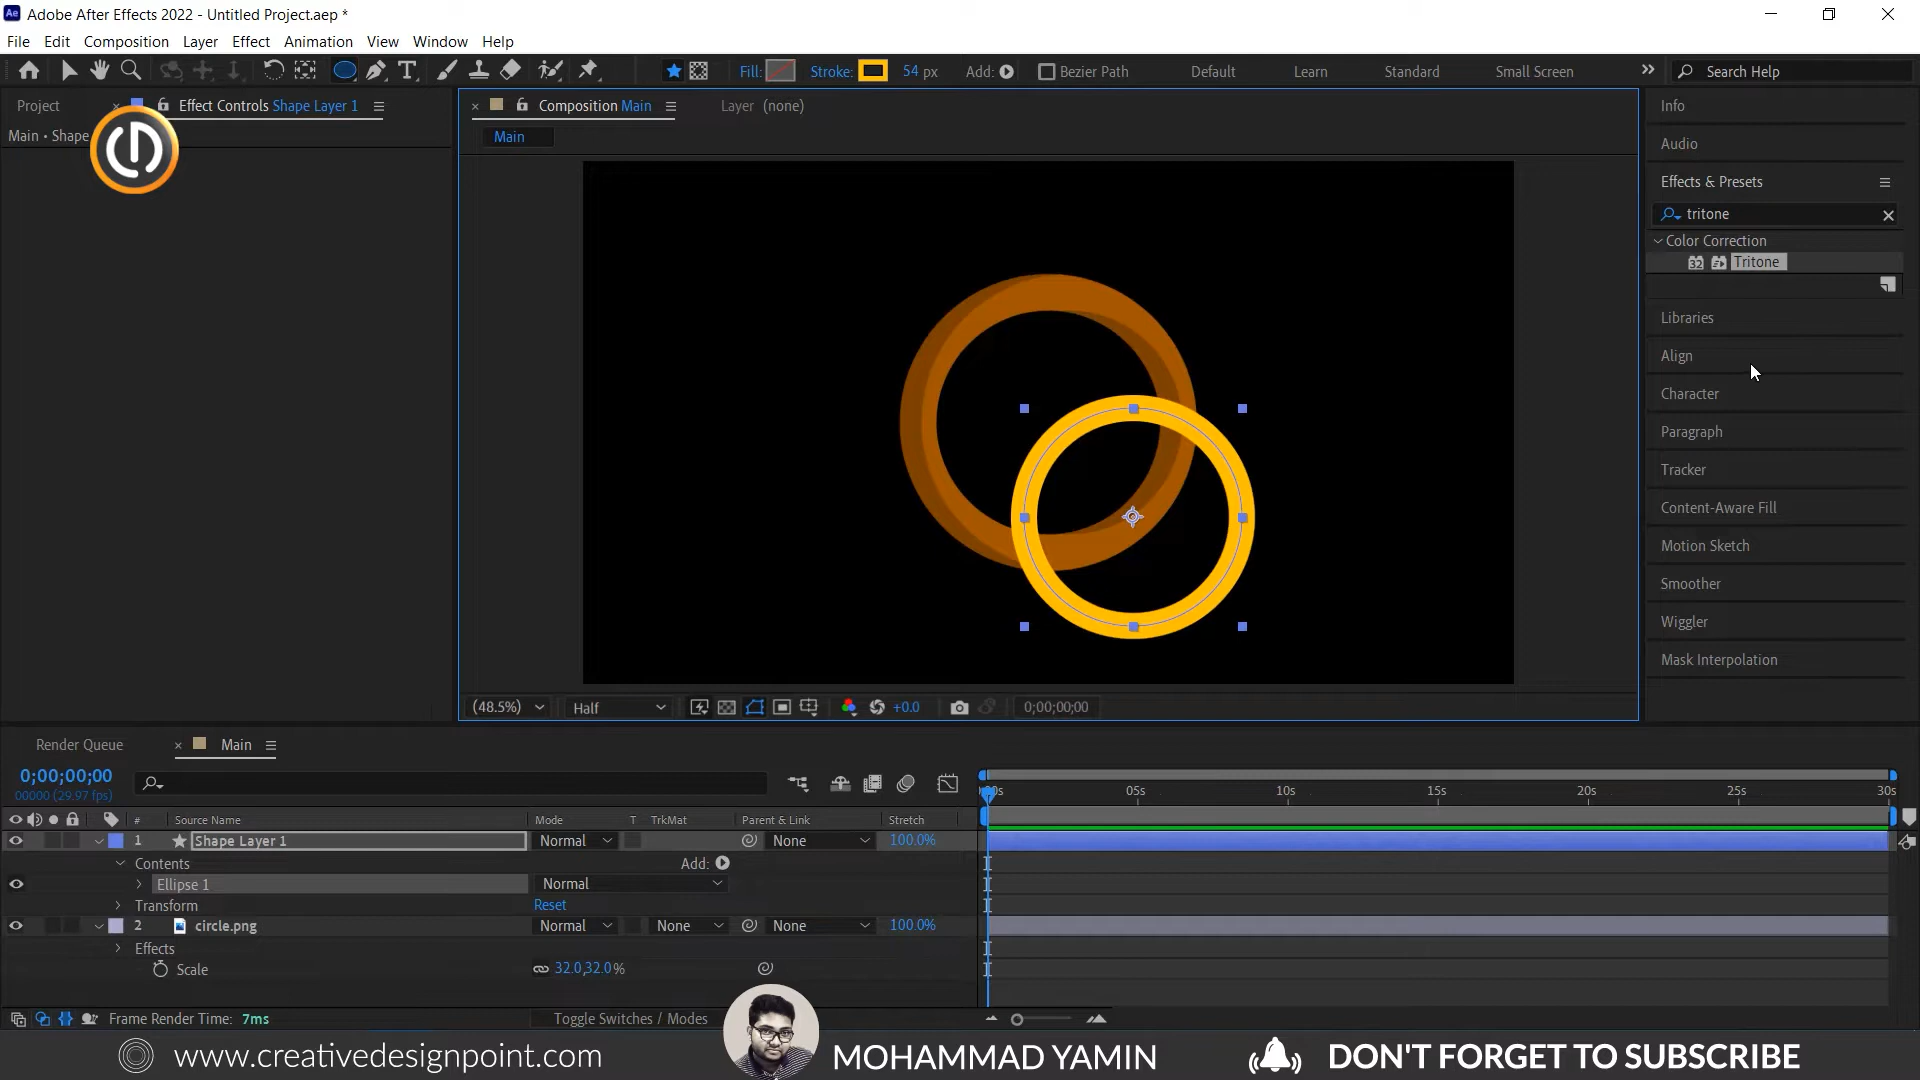 Ae Adobe After Effects 2022 - Untitled Project.aep *
File Edit Composition Layer Effect Animation View Window Help
Fill: Stroke: 54 px Add: Bezier Path Default Learn Standard Small Screen Search Help
Project Effect Controls Shape Layer 1 Composition Main Layer (none) Info
Main • Shape Main Audio
Effects & Presets
tritone
Color Correction
32 Tritone
Libraries
Align
Character
Paragraph
Tracker
Content-Aware Fill
Motion Sketch
Smoother
Wiggler
Mask Interpolation
(48.5%) Half +0.0 0;00;00;00
Render Queue Main
0;00;00;00
00000 (29.97 fps)
05s 10s 15s 20s 25s 30s
# Source Name Mode T TrkMat Parent & Link Stretch
1 Shape Layer 1 Normal None 100.0%
Contents Add:
Ellipse 1 Normal
Transform Reset
2 circle.png Normal None None 100.0%
Effects
Scale 32.0,32.0%
Frame Render Time: 7ms Toggle Switches / Modes
www.creativedesignpoint.com MOHAMMAD YAMIN DON'T FORGET TO SUBSCRIBE